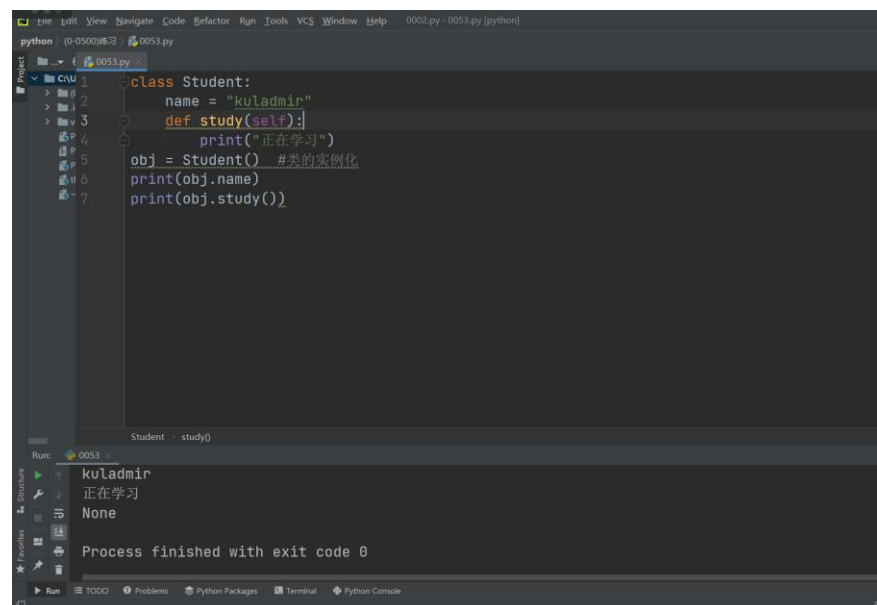 File Edit View Navigate Code Refactor Run Tools VCS Window Help 0002.py - 0053.py [python]
python (0-0500)练习 0053.py
Project 0053.py
C:\U
1 class Student:
2 name = "kuladmir"
3 def study(self):
4 print("正在学习")
5 obj = Student() #类的实例化
6 print(obj.name)
7 print(obj.study())
Student study()
Run: 0053
kuladmir
正在学习
None
Process finished with exit code 0
Structure
Favorites
Run TODO Problems Python Packages Terminal Python Console